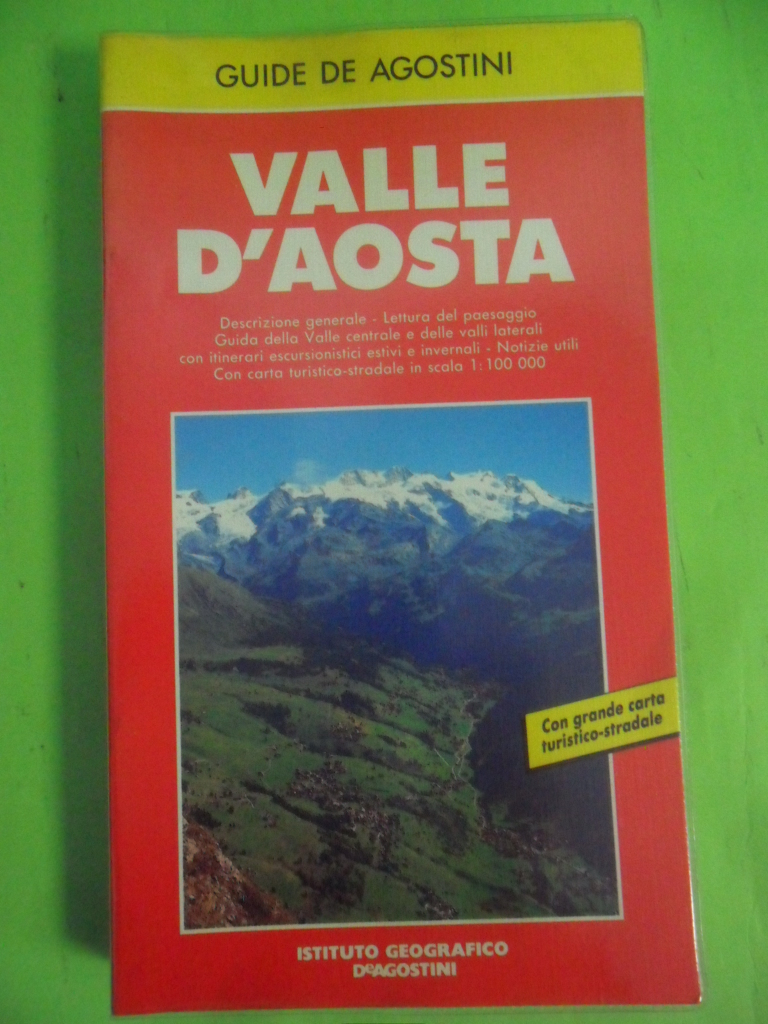 GUIDE DE AGOSTINI
VALLE
D'AOSTA
Descrizione generale - Lettura del paesaggio
Guida della Valle centrale e delle valli laterali
con itinerari escursionistici estivi e invernali - Notizie utili
Con carta turistico-stradale in scala 1:100 000
Con grande carta
turistico-stradale
ISTITUTO GEOGRAFICO
DeAGOSTINI